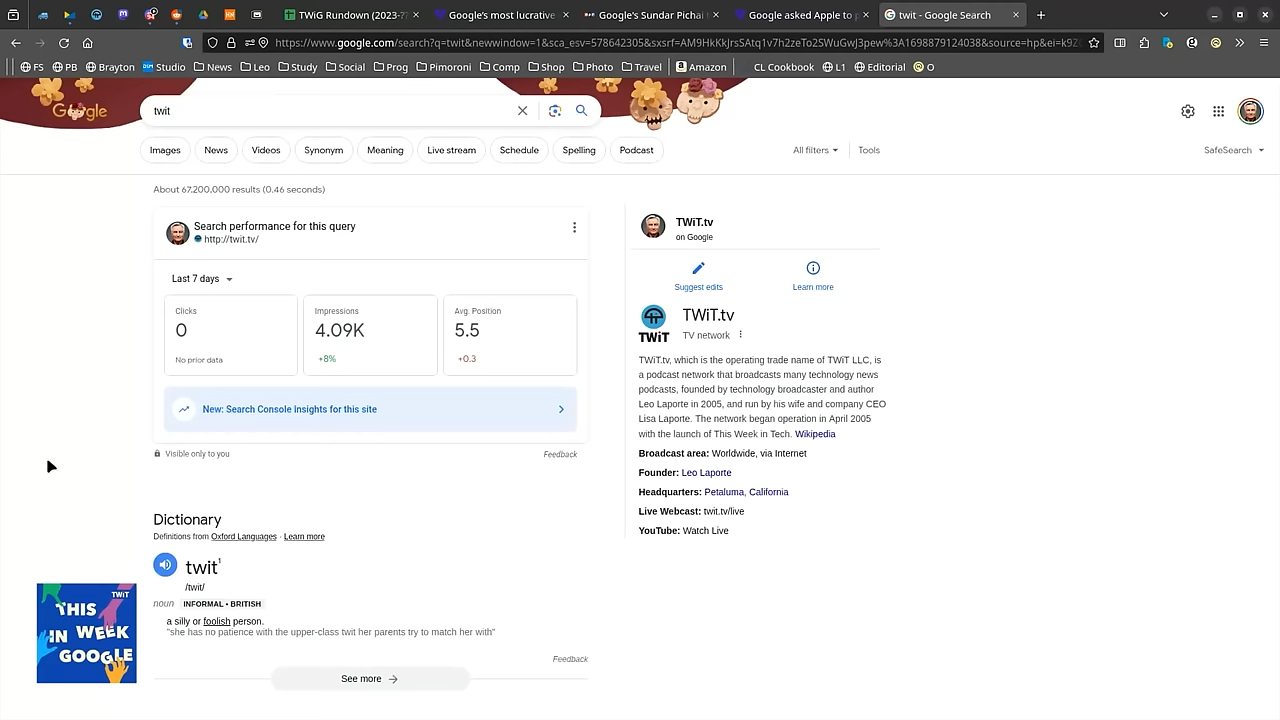 TWiG Rundown (2023-??
Google's most lucrative
Google's Sundar Pichai
Google asked Apple to
twit - Google Search
https://www.google.com/search?q=twit&newwindow=1&sca_esv=578642305&sxsrf=AM9HkKkJrsSAtq1v7h2zeTo2SWuGwJ3pew%3A1698879124038&source=hp&ei=k9Z
FS
PB
Brayton
Studio
News
Leo
Study
Social
Prog
Pimoroni
Comp
Shop
Photo
Travel
Amazon
CL Cookbook
L1
Editorial
O
Google
twit
Images
News
Videos
Synonym
Meaning
Live stream
Schedule
Spelling
Podcast
All filters
Tools
SafeSearch
About 67,200,000 results (0.46 seconds)
Search performance for this query
http://twit.tv/
Last 7 days
Clicks
0
No prior data
Impressions
4.09K
+8%
Avg. Position
5.5
+0.3
New: Search Console Insights for this site
Visible only to you
Feedback
Dictionary
Definitions from Oxford Languages · Learn more
twit1
/twit/
noun INFORMAL • BRITISH
a silly or foolish person.
"she has no patience with the upper-class twit her parents try to match her with"
Feedback
See more
TWiT.tv
on Google
Suggest edits
Learn more
TWiT
TWiT.tv
TV network
TWiT.tv, which is the operating trade name of TWiT LLC, is
a podcast network that broadcasts many technology news
podcasts, founded by technology broadcaster and author
Leo Laporte in 2005, and run by his wife and company CEO
Lisa Laporte. The network began operation in April 2005
with the launch of This Week in Tech. Wikipedia
Broadcast area: Worldwide, via Internet
Founder: Leo Laporte
Headquarters: Petaluma, California
Live Webcast: twit.tv/live
YouTube: Watch Live
TWiT
THIS
IN WEEK
GOOGLE